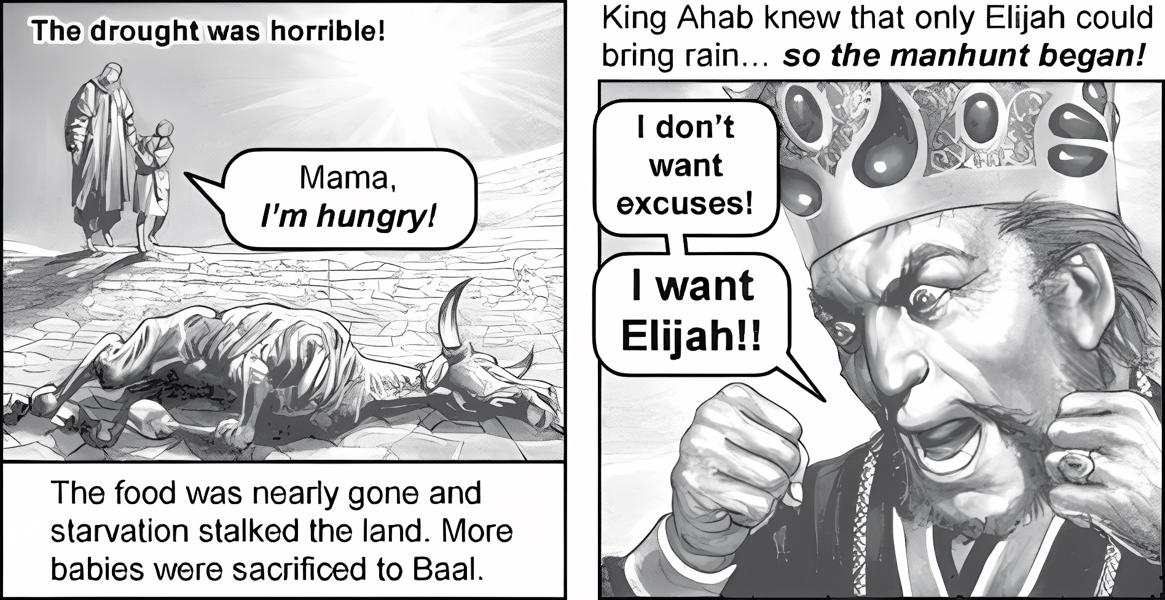 The drought was horrible!
Mama,
I'm hungry!
The food was nearly gone and
starvation stalked the land. More
babies were sacrificed to Baal.
King Ahab knew that only Elijah could
bring rain... so the manhunt began!
I don't
want
excuses!
I want
Elijah!!